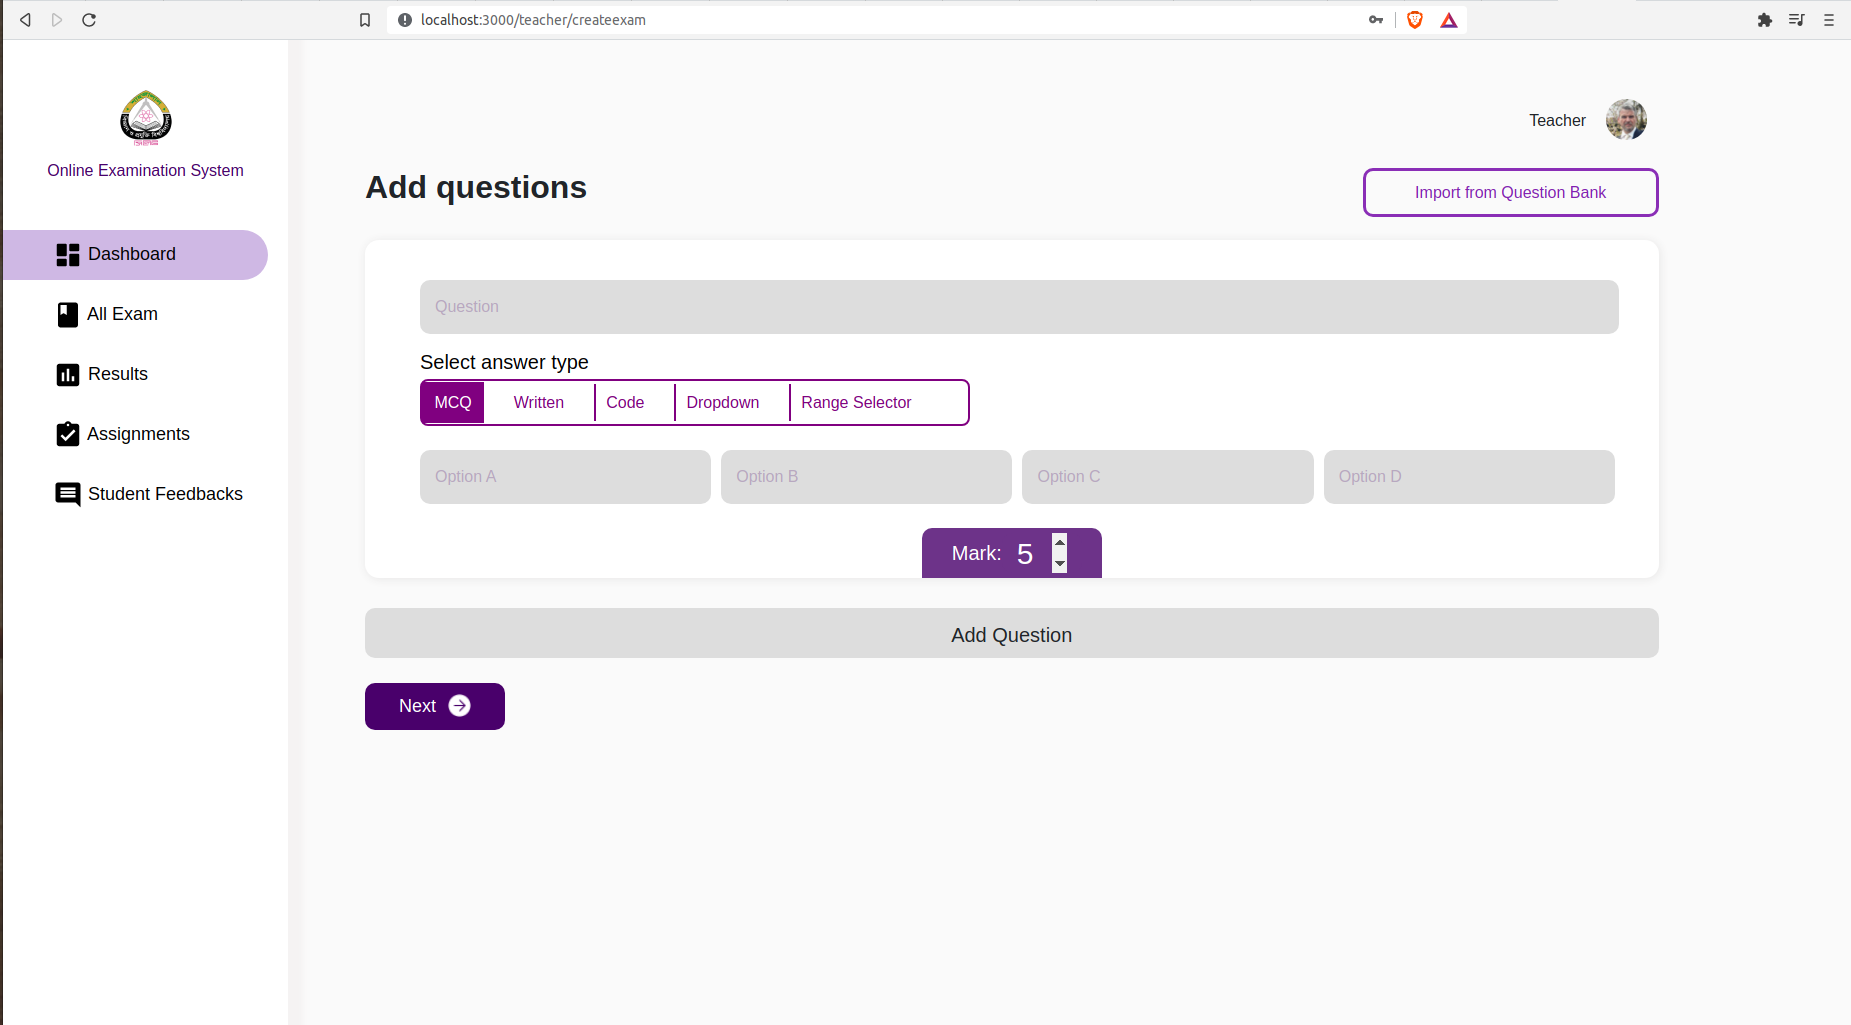 localhost:3000/teacher/createexam
Online Examination System
Dashboard
All Exam
Results
Assignments
Student Feedbacks
Teacher
Add questions
Import from Question Bank
Question
Select answer type
MCQ Written Code Dropdown Range Selector
Option A Option B Option C Option D
Mark: 5
Add Question
Next